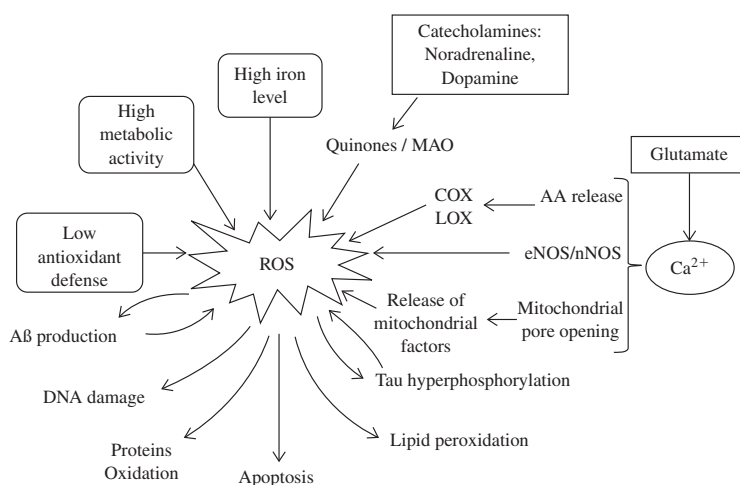 Catecholamines:
Noradrenaline,
Dopamine
High iron
level
High
metabolic
activity
Quinones / MAO
Glutamate
COX
LOX
AA release
Low
antioxidant
defense
ROS
eNOS/nNOS
Ca²⁺
Release of
mitochondrial
factors
Mitochondrial
pore opening
Aß production
Tau hyperphosphorylation
DNA damage
Lipid peroxidation
Proteins
Oxidation
Apoptosis